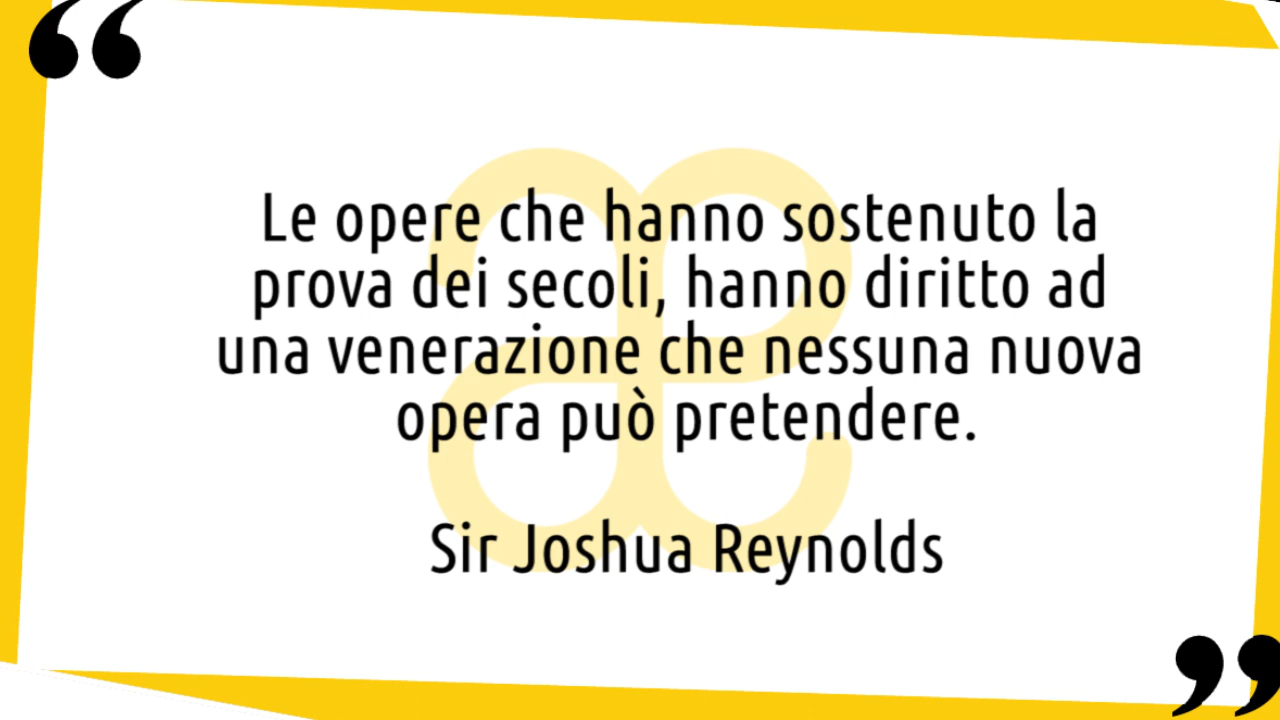 Le opere che hanno sostenuto la
prova dei secoli, hanno diritto ad
una venerazione che nessuna nuova
opera può pretendere.
Sir Joshua Reynolds